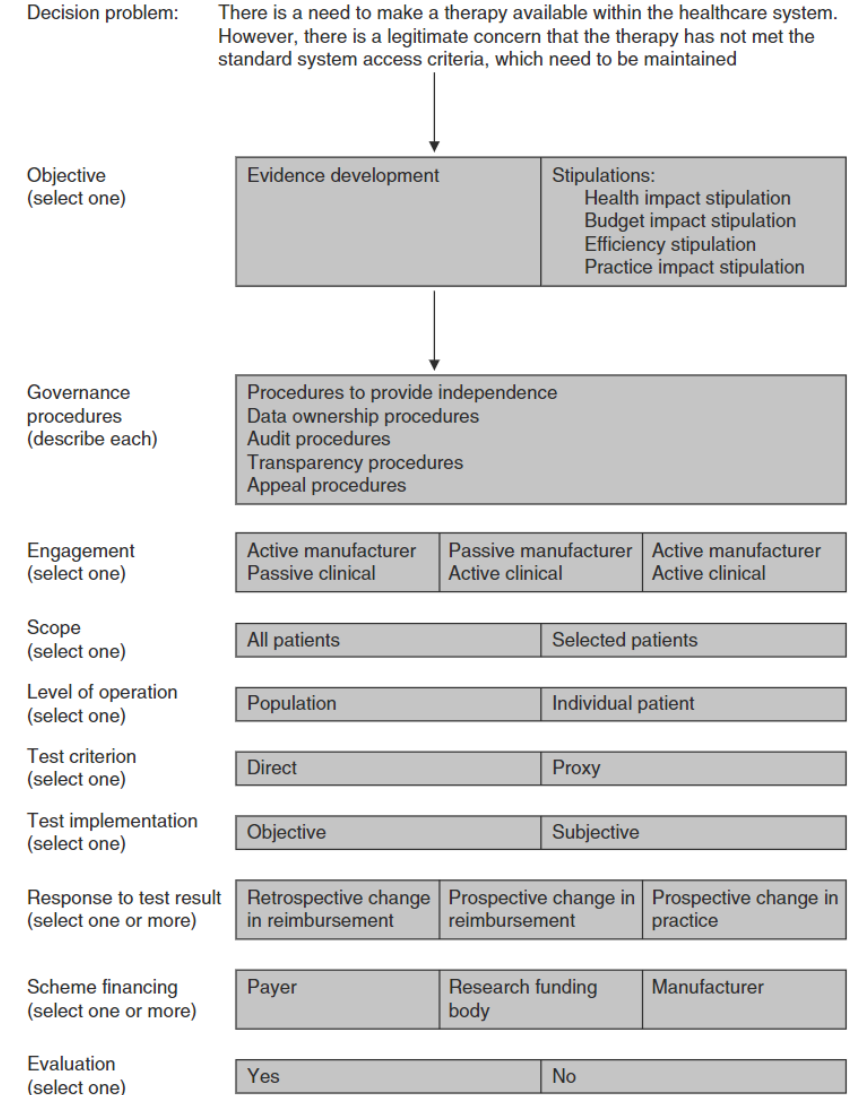 Decision problem: There is a need to make a therapy available within the healthcare system.
However, there is a legitimate concern that the therapy has not met the
standard system access criteria, which need to be maintained
Objective
(select one)
Evidence development
Stipulations:
Health impact stipulation
Budget impact stipulation
Efficiency stipulation
Practice impact stipulation
Governance
procedures
(describe each)
Procedures to provide independence
Data ownership procedures
Audit procedures
Transparency procedures
Appeal procedures
Engagement
(select one)
Active manufacturer
Passive clinical
Passive manufacturer
Active clinical
Active manufacturer
Active clinical
Scope
(select one)
All patients
Selected patients
Level of operation
(select one)
Population
Individual patient
Test criterion
(select one)
Direct
Proxy
Test implementation
(select one)
Objective
Subjective
Response to test result
(select one or more)
Retrospective change
in reimbursement
Prospective change in
reimbursement
Prospective change in
practice
Scheme financing
(select one or more)
Payer
Research funding
body
Manufacturer
Evaluation
(select one)
Yes
No